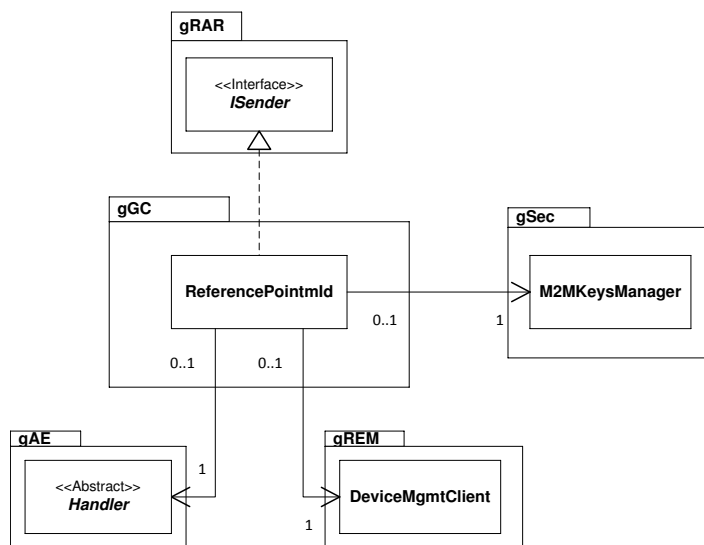 gRAR
<<Interface>>
ISender
gGC
gSec
ReferencePointmId
M2MKeysManager
0..1
1
0..1
0..1
gAE
gREM
1
<<Abstract>>
Handler
DeviceMgmtClient
1